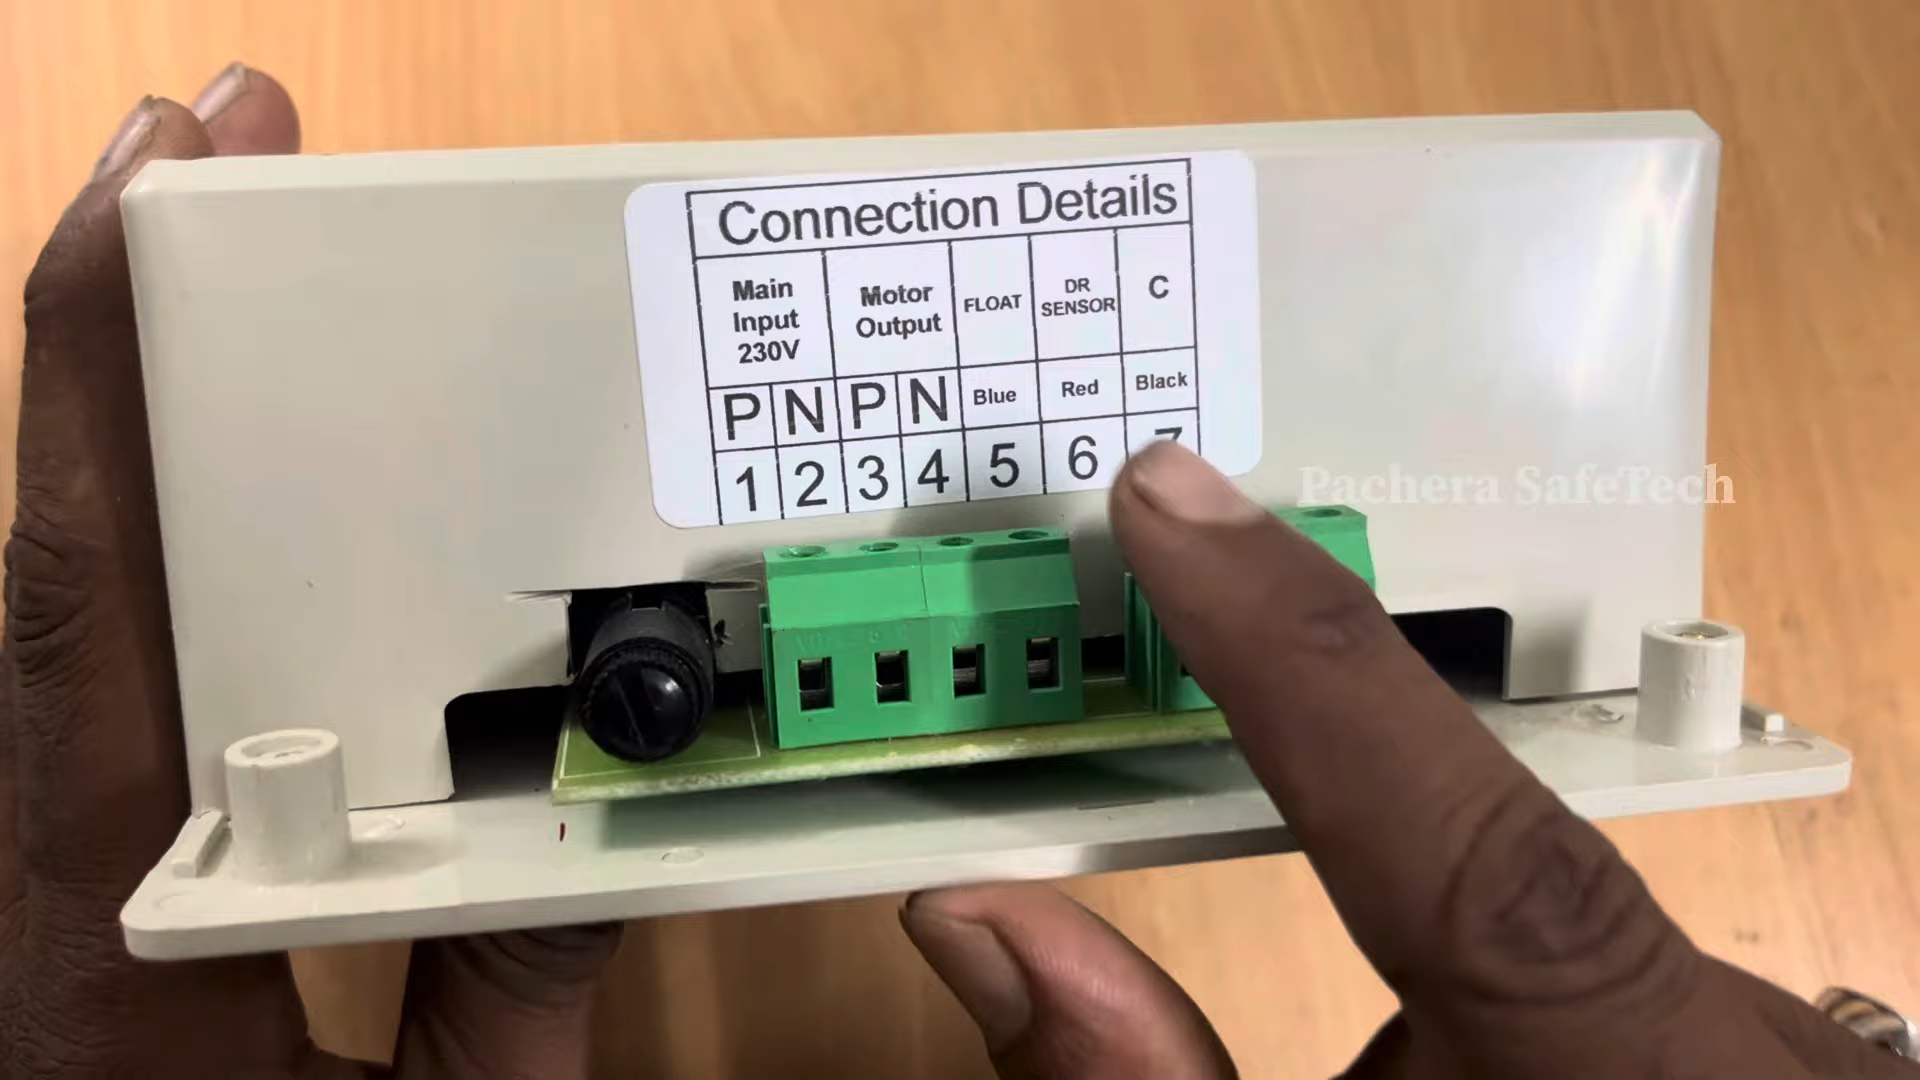 Connection Details
Main Input 230V
Motor Output
FLOAT
DR SENSOR
C
P N P N Blue Red Black
1 2 3 4 5 6 7
Pachera SafeTech